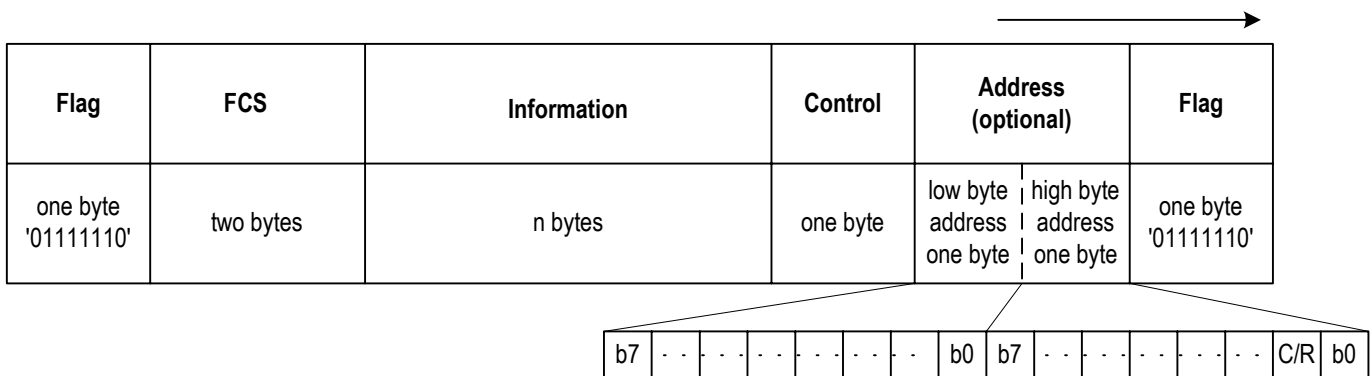 Flag
FCS
Information
Control
Address
(optional)
Flag
one byte
'01111110'
two bytes
n bytes
one byte
low byte
address
one byte
high byte
address
one byte
one byte
'01111110'
b7 - - - - - - - - - - - - b0 b7 - - - - - - - - - - C/R b0